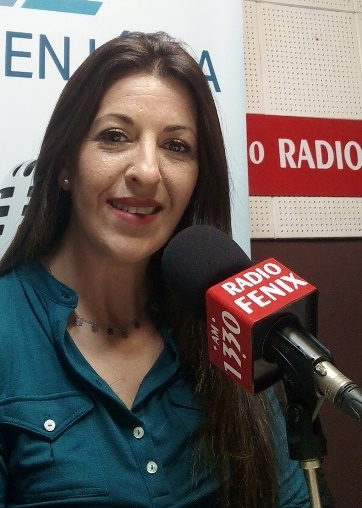 EN
O RADIO
RADIO
FENIX
•AM•
1330